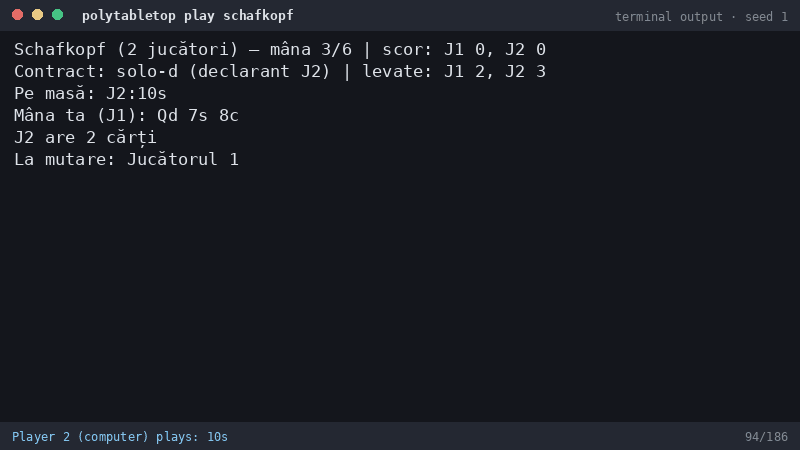 polytabletop play schafkopf
terminal output · seed 1
Schafkopf (2 jucători) — mâna 3/6 | scor: J1 0, J2 0
Contract: solo-d (declarant J2) | levate: J1 2, J2 3
Pe masă: J2:10s
Mâna ta (J1): Qd 7s 8c
J2 are 2 cărți
La mutare: Jucătorul 1
Player 2 (computer) plays: 10s
94/186